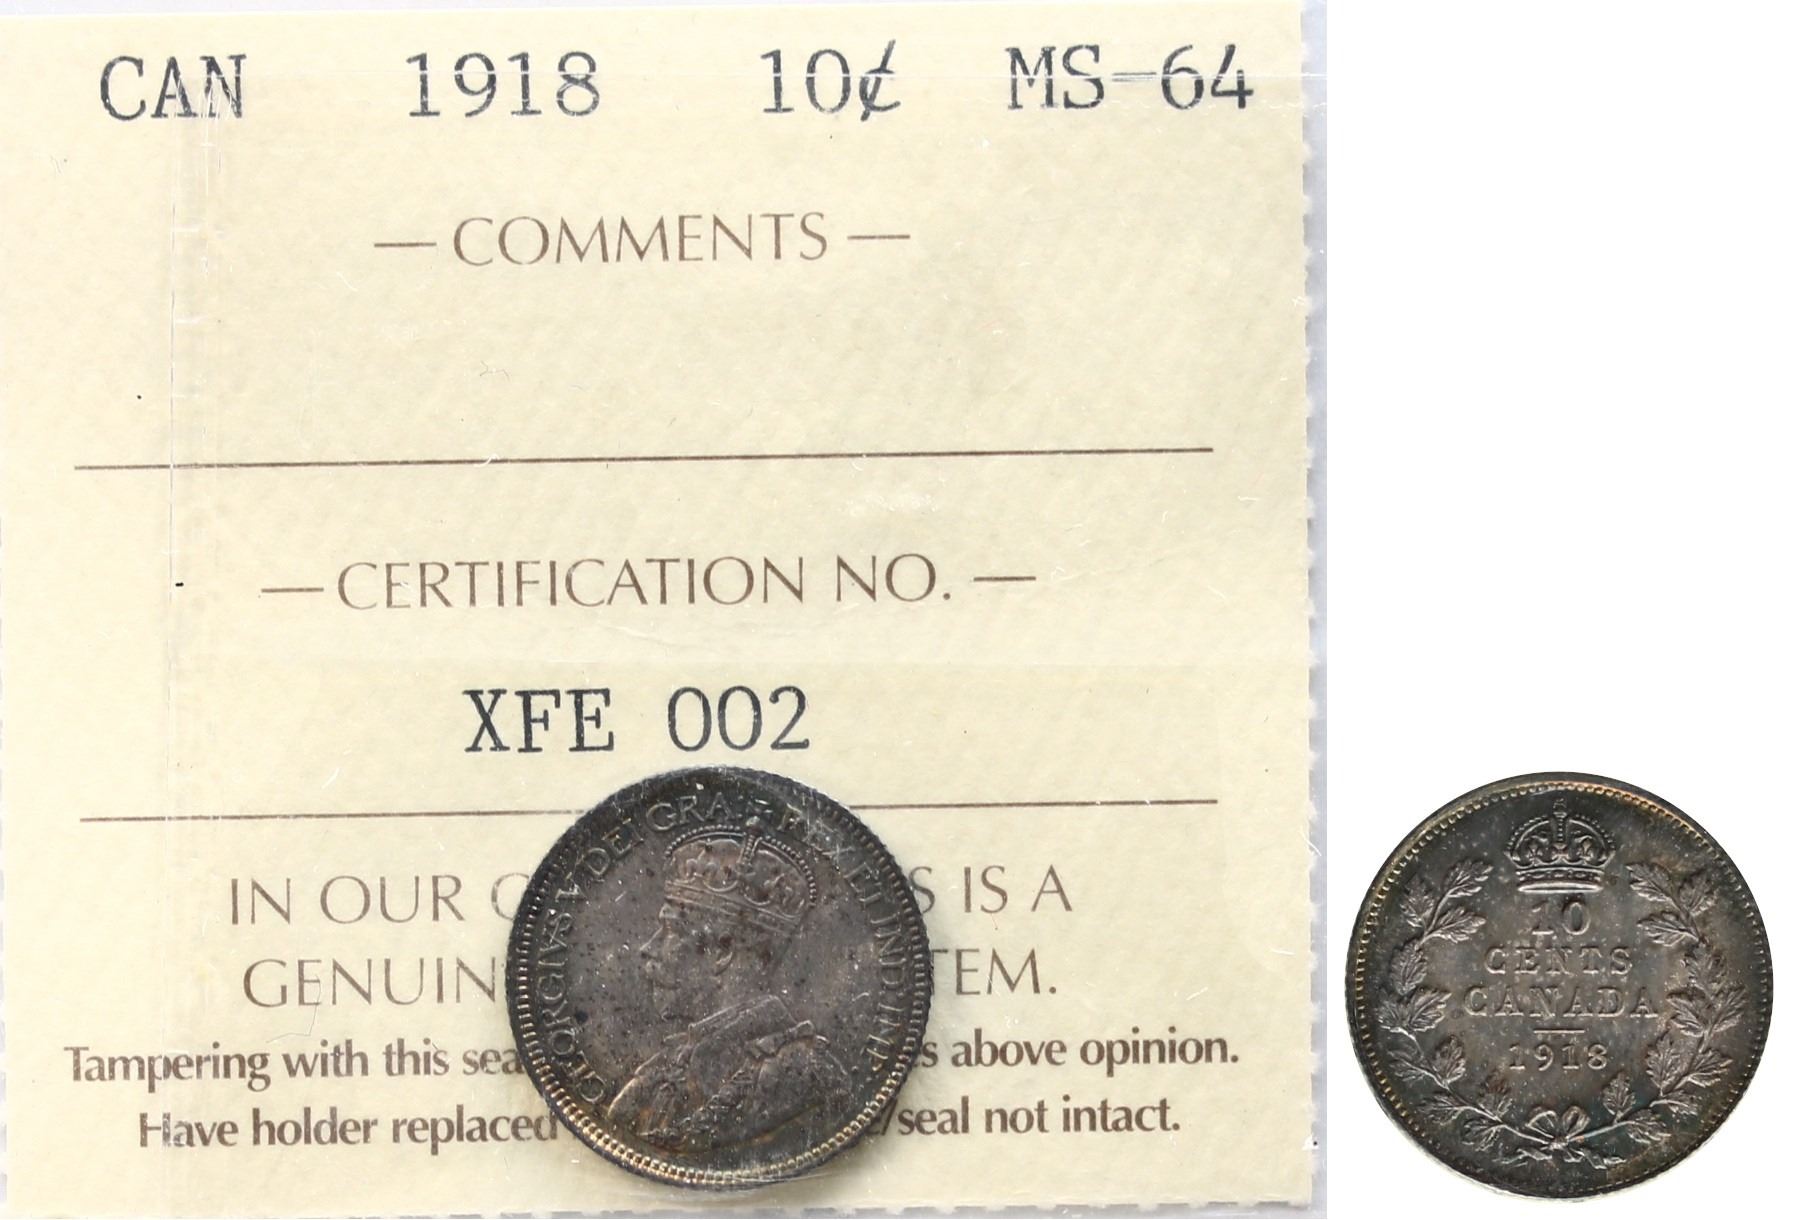 CAN 1918 10¢ MS-64
— COMMENTS —
— CERTIFICATION NO. —
XFE 002
IN OUR S IS A
GENUIN TEM.
Tampering with this sea s above opinion.
Have holder replaced /seal not intact.
GEORGIVS V DEI GRA: REX ET IND:IMP:
10
CENTS
CANADA
1918